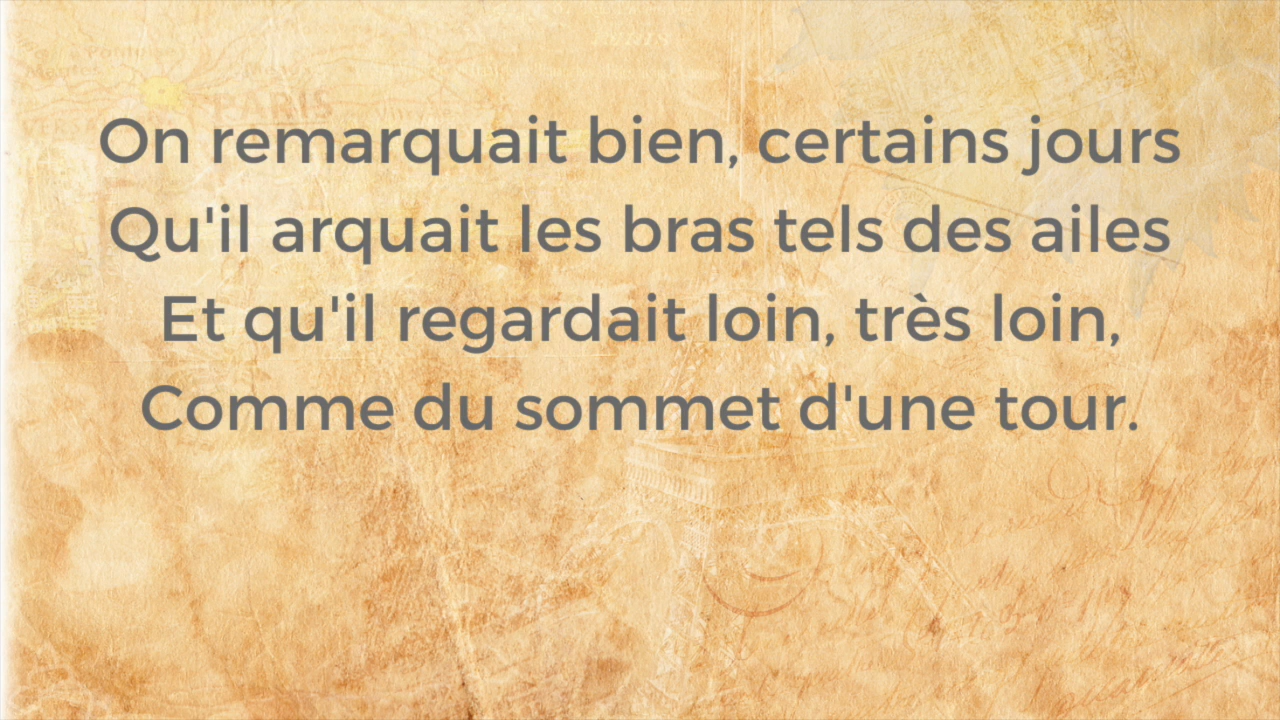 PARIS
On remarquait bien, certains jours
Qu'il arquait les bras tels des ailes
Et qu'il regardait loin, très loin,
Comme du sommet d'une tour.